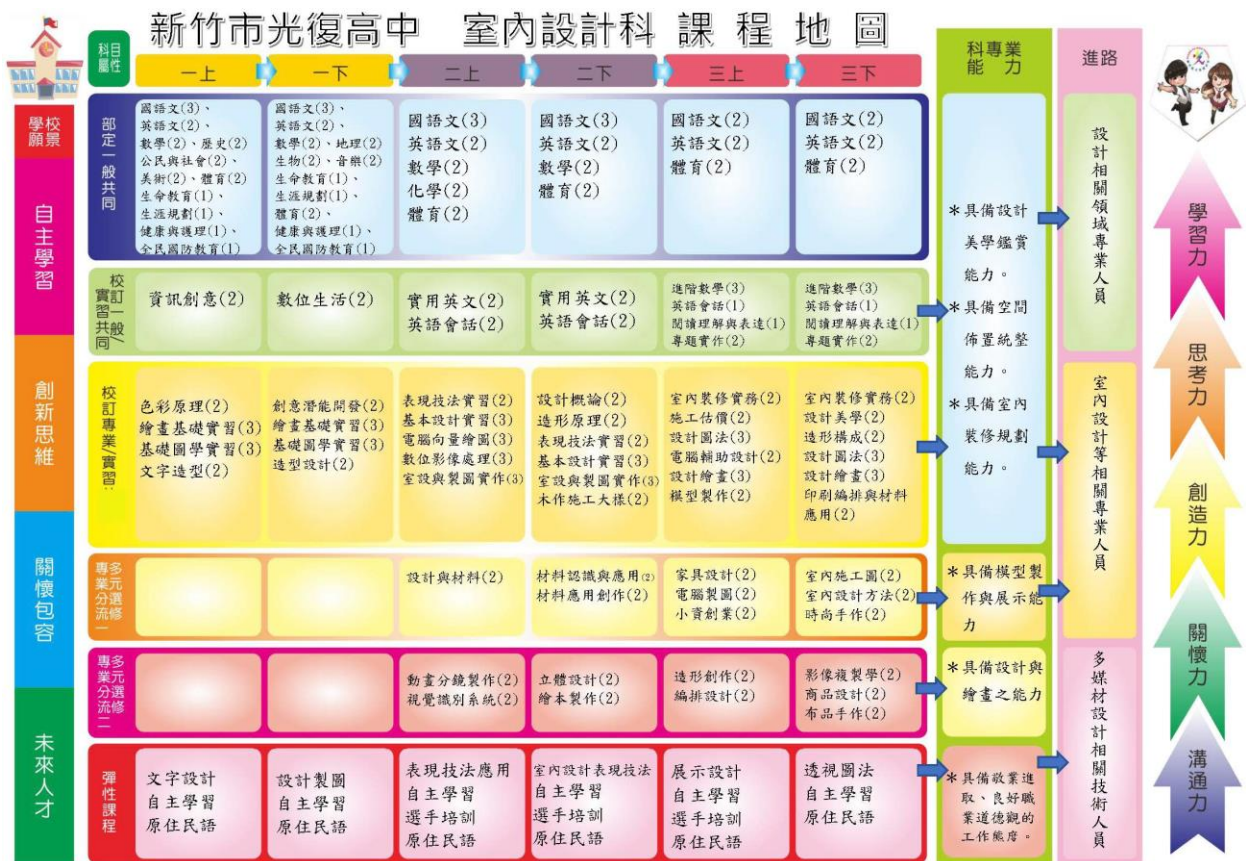 新竹市光復高中 室內設計科 課程地圖
科目
屬性
一上
一下
二上
二下
三上
三下
科專業
能力
進路
學校
願景
自主學習
創新思維
關懷包容
未來人才
部定一般共同
國語文(3)、
英語文(2)、
數學(2)、歷史(2)
公民與社會(2)、
美術(2)、體育(2)
生命教育(1)、
生涯規劃(1)、
健康與護理(1)、
全民國防教育(1)
國語文(3)、
英語文(2)、
數學(2)、地理(2)
生物(2)、音樂(2)
生命教育(1)、
生涯規劃(1)、
體育(2)、
健康與護理(1)、
全民國防教育(1)
國語文(3)
英語文(2)
數學(2)
化學(2)
體育(2)
國語文(3)
英語文(2)
數學(2)
體育(2)
國語文(2)
英語文(2)
體育(2)
國語文(2)
英語文(2)
體育(2)
校訂一般/
實習共同
資訊創意(2)
數位生活(2)
實用英文(2)
英語會話(2)
實用英文(2)
英語會話(2)
進階數學(3)
英語會話(1)
閱讀理解與表達(1)
專題實作(2)
進階數學(3)
英語會話(1)
閱讀理解與表達(1)
專題實作(2)
校訂專業/實習:
色彩原理(2)
繪畫基礎實習(3)
基礎圖學實習(3)
文字造型(2)
創意潛能開發(2)
繪畫基礎實習(3)
基礎圖學實習(3)
造型設計(2)
表現技法實習(2)
基本設計實習(3)
電腦向量繪圖(3)
數位影像處理(3)
室設與製圖實作(3)
設計概論(2)
造形原理(2)
表現技法實習(2)
基本設計實習(3)
室設與製圖實作(3)
木作施工大樣(2)
室內裝修實務(2)
施工估價(2)
設計圖法(3)
電腦輔助設計(2)
設計繪畫(3)
模型製作(2)
室內裝修實務(2)
設計美學(2)
造形構成(2)
設計圖法(3)
設計繪畫(3)
印刷編排與材料
應用(2)
多元選修
專業分流一
設計與材料(2)
材料認識與應用(2)
材料應用創作(2)
家具設計(2)
電腦製圖(2)
小資創業(2)
室內施工圖(2)
室內設計方法(2)
時尚手作(2)
多元選修
專業分流二
動畫分鏡製作(2)
視覺識別系統(2)
立體設計(2)
繪本製作(2)
造形創作(2)
編排設計(2)
影像複製學(2)
商品設計(2)
布品手作(2)
彈性課程
文字設計
自主學習
原住民語
設計製圖
自主學習
原住民語
表現技法應用
自主學習
選手培訓
原住民語
室內設計表現技法
自主學習
選手培訓
原住民語
展示設計
自主學習
選手培訓
原住民語
透視圖法
自主學習
原住民語
*具備設計
美學鑑賞
能力。
*具備空間
佈置統整
能力。
*具備室內
裝修規劃
能力。
*具備模型製
作與展示能
力
*具備設計與
繪畫之能力
*具備敬業進
取、良好職
業道德觀的
工作態度。
設計相關領域專業人員
室內設計等相關專業人員
多媒材設計相關技術人員
學習力
思考力
創造力
關懷力
溝通力